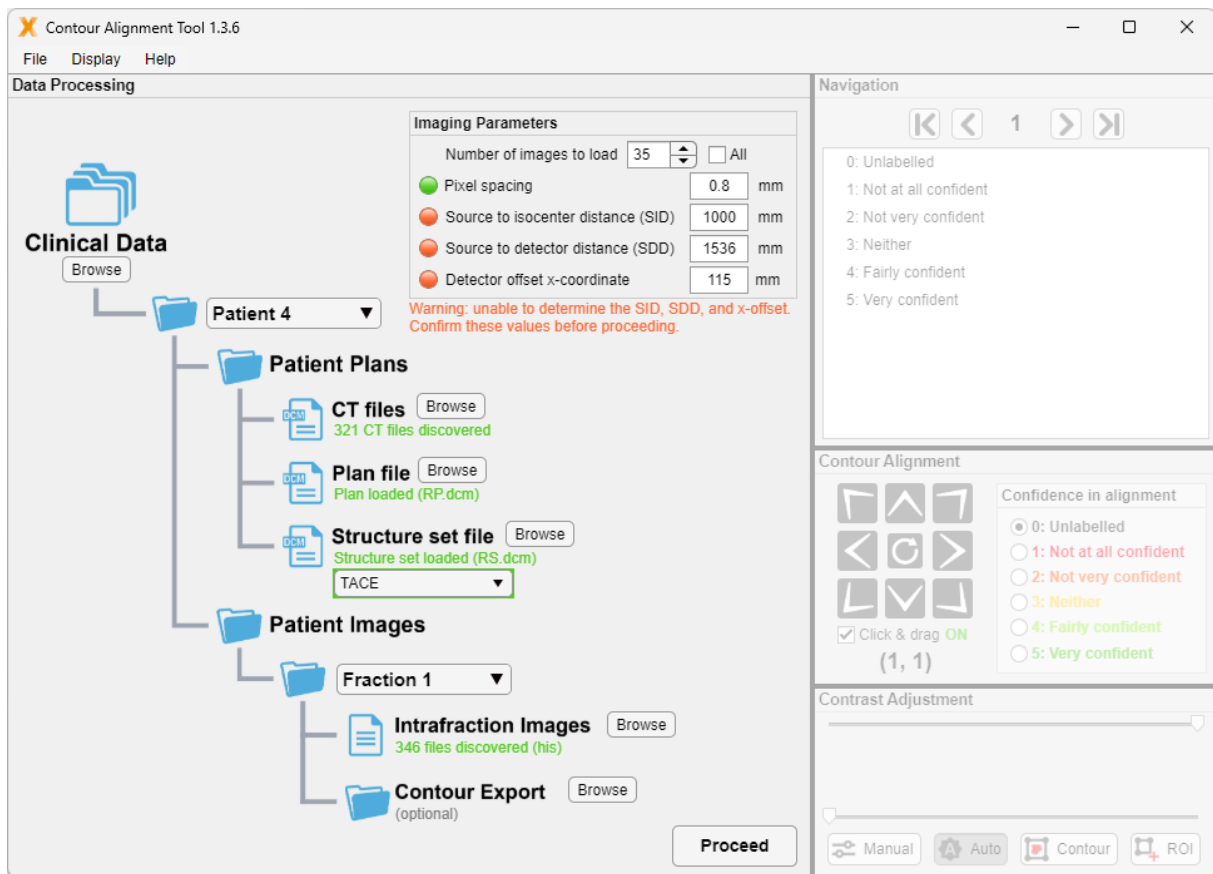 Contour Alignment Tool 1.3.6
File Display Help
Data Processing
Imaging Parameters
Number of images to load 35 All
Pixel spacing 0.8 mm
Source to isocenter distance (SID) 1000 mm
Source to detector distance (SDD) 1536 mm
Detector offset x-coordinate 115 mm
Warning: unable to determine the SID, SDD, and x-offset.
Confirm these values before proceeding.
Clinical Data
Browse
Patient 4
Patient Plans
CT files Browse
321 CT files discovered
Plan file Browse
Plan loaded (RP.dcm)
Structure set file Browse
Structure set loaded (RS.dcm)
TACE
Patient Images
Fraction 1
Intrafraction Images Browse
346 files discovered (his)
Contour Export Browse
(optional)
Proceed
DCM
DCM
DCM
Navigation
1
0: Unlabelled
1: Not at all confident
2: Not very confident
3: Neither
4: Fairly confident
5: Very confident
Contour Alignment
Click & drag ON
(1, 1)
Confidence in alignment
0: Unlabelled
1: Not at all confident
2: Not very confident
3: Neither
4: Fairly confident
5: Very confident
Contrast Adjustment
Manual A Auto Contour ROI